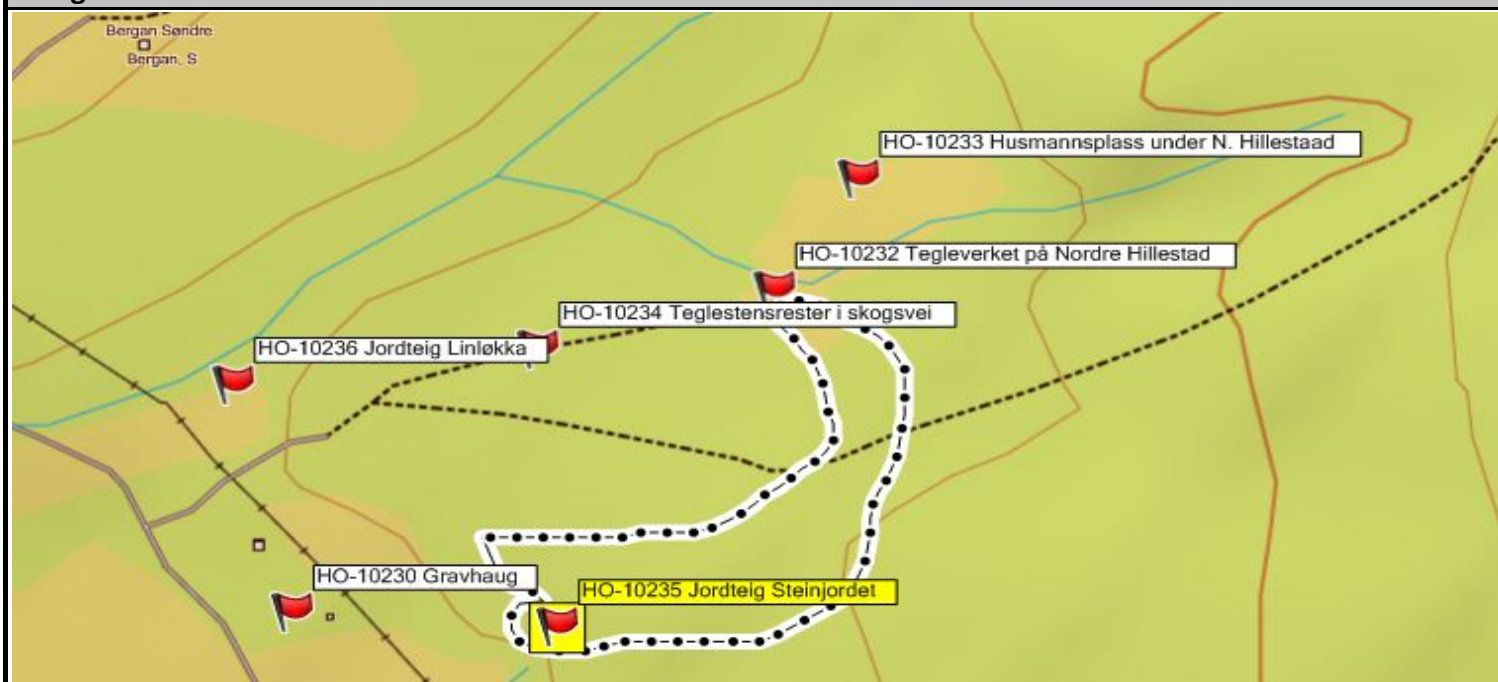 Bergan Søndre
Bergan, S
HO-10233 Husmannsplass under N. Hillestaad
HO-10232 Tegleverket på Nordre Hillestad
HO-10234 Teglestensrester i skogsvei
HO-10236 Jordteig Linløkka
HO-10230 Gravhaug
HO-10235 Jordteig Steinjordet